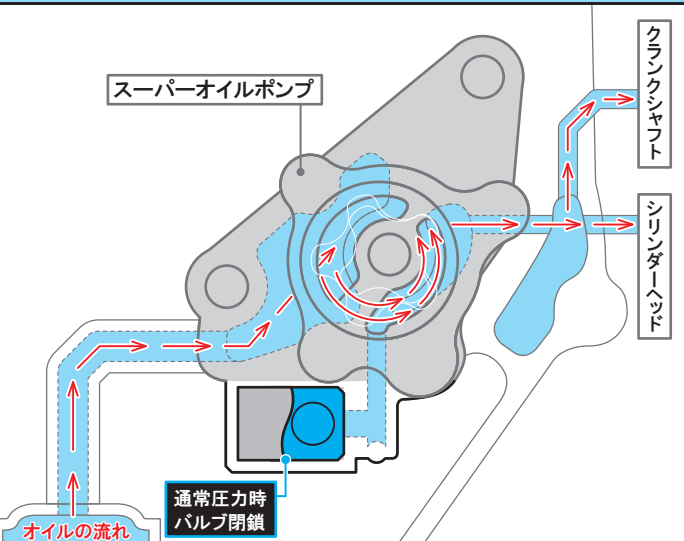 スーパーオイルポンプ
クランクシャフト
シリンダーヘッド
通常圧力時
バルブ閉鎖
オイルの流れ